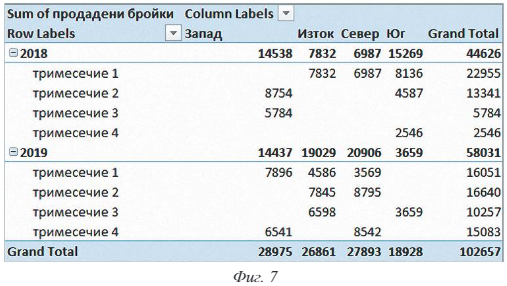 Sum of продадени бройки Column Labels
Row Labels Запад Изток Север Юг Grand Total
2018 14538 7832 6987 15269 44626
тримесечие 1 7832 6987 8136 22955
тримесечие 2 8754 4587 13341
тримесечие 3 5784 5784
тримесечие 4 2546 2546
2019 14437 19029 20906 3659 58031
тримесечие 1 7896 4586 3569 16051
тримесечие 2 7845 8795 16640
тримесечие 3 6598 3659 10257
тримесечие 4 6541 8542 15083
Grand Total 28975 26861 27893 18928 102657
Фиг. 7